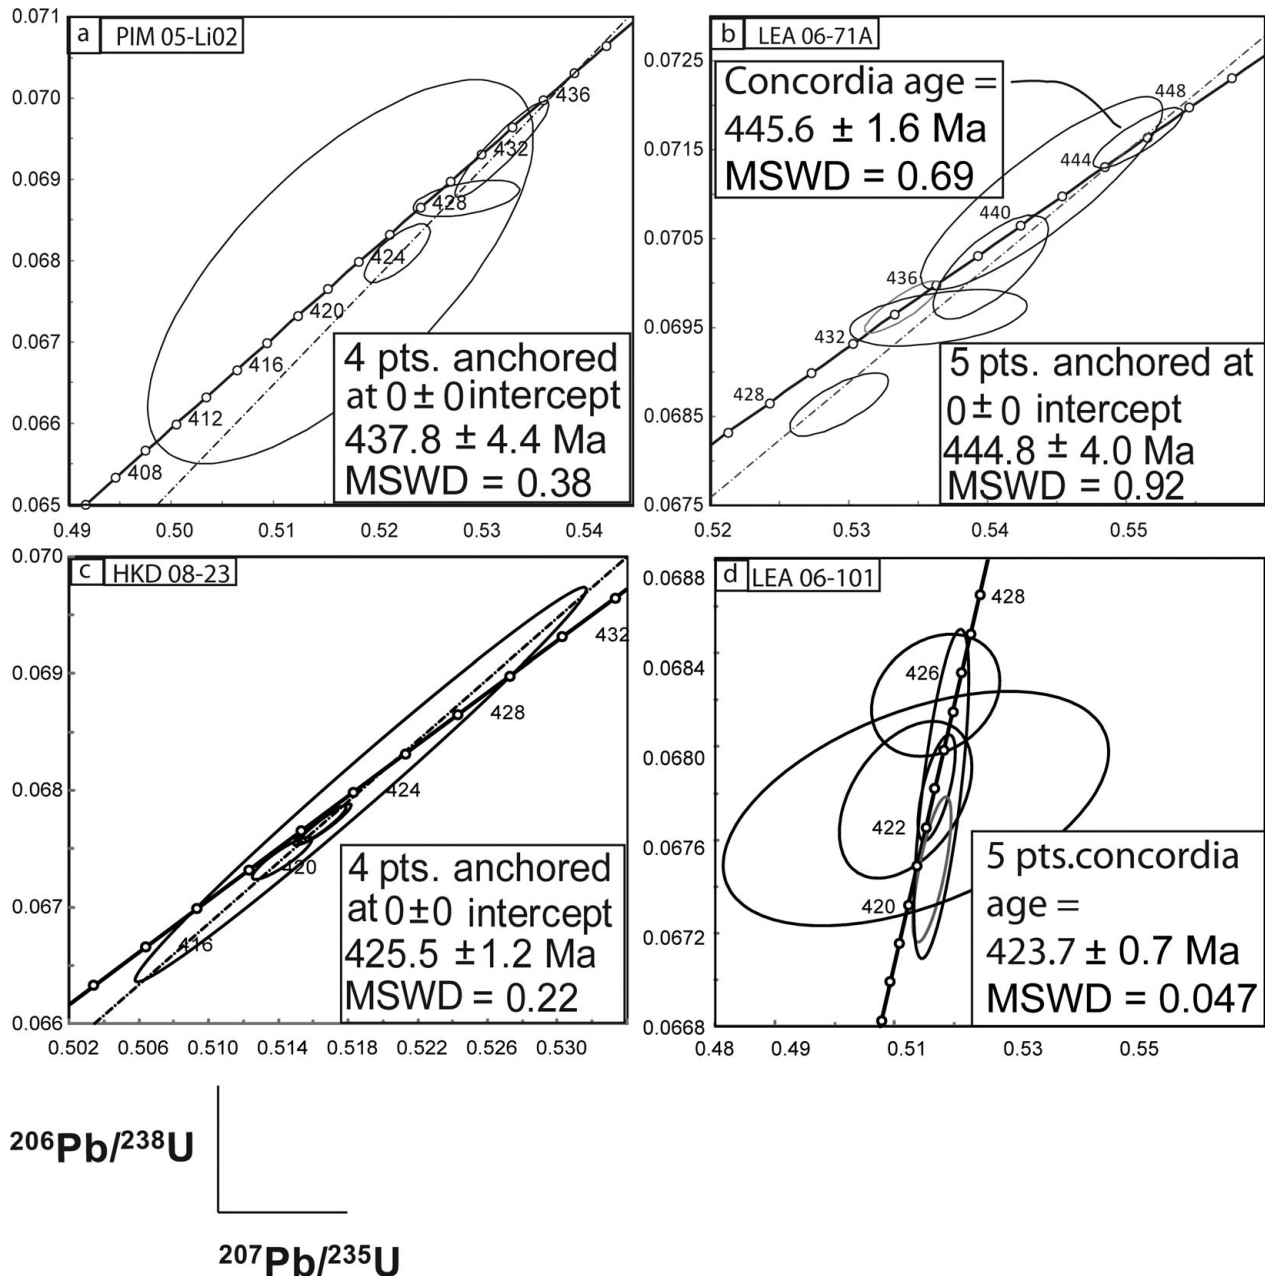 a PIM 05-Li02
0.071
0.070
0.069
0.068
0.067
0.066
0.065
436
432
428
424
420
416
412
408
4 pts. anchored
at 0 ± 0 intercept
437.8 ± 4.4 Ma
MSWD = 0.38
0.49 0.50 0.51 0.52 0.53 0.54
b LEA 06-71A
0.0725
0.0715
0.0705
0.0695
0.0685
0.0675
Concordia age =
445.6 ± 1.6 Ma
MSWD = 0.69
448
444
440
436
432
428
5 pts. anchored at
0 ± 0 intercept
444.8 ± 4.0 Ma
MSWD = 0.92
0.52 0.53 0.54 0.55
c HKD 08-23
0.070
0.069
0.068
0.067
0.066
432
428
424
420
416
4 pts. anchored
at 0±0 intercept
425.5 ±1.2 Ma
MSWD = 0.22
0.502 0.506 0.510 0.514 0.518 0.522 0.526 0.530
d LEA 06-101
0.0688
0.0684
0.0680
0.0676
0.0672
0.0668
428
426
422
420
5 pts.concordia
age =
423.7 ± 0.7 Ma
MSWD = 0.047
0.48 0.49 0.51 0.53 0.55
²⁰⁶Pb/²³⁸U
²⁰⁷Pb/²³⁵U